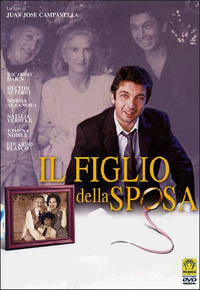 un film di
JUAN JOSE CAMPANELLA
RICARDO
DARIN
HECTOR
ALTERIO
NORMA
ALEANDRO
NATALIA
VERBEKE
GIMENA
NOBILE
EDUARDO
BLANCO
IL FIGLIO
della SPOSA
DVD